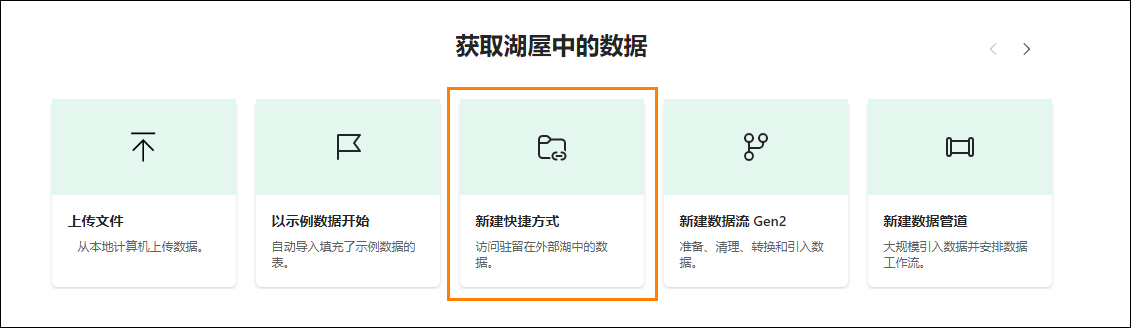 获取湖屋中的数据
上传文件
从本地计算机上传数据。
以示例数据开始
自动导入填充了示例数据的
表。
新建快捷方式
访问驻留在外部湖中的数
据。
新建数据流 Gen2
准备、清理、转换和引入数
据。
新建数据管道
大规模引入数据并安排数据
工作流。